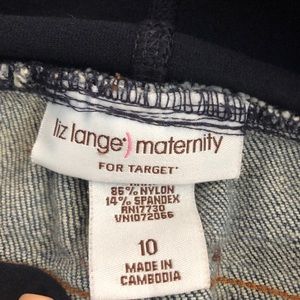 liz lange) maternity
FOR TARGET
86% NYLON
14% SPANDEX
RN17730
VN1072066
10
MADE IN
CAMBODIA